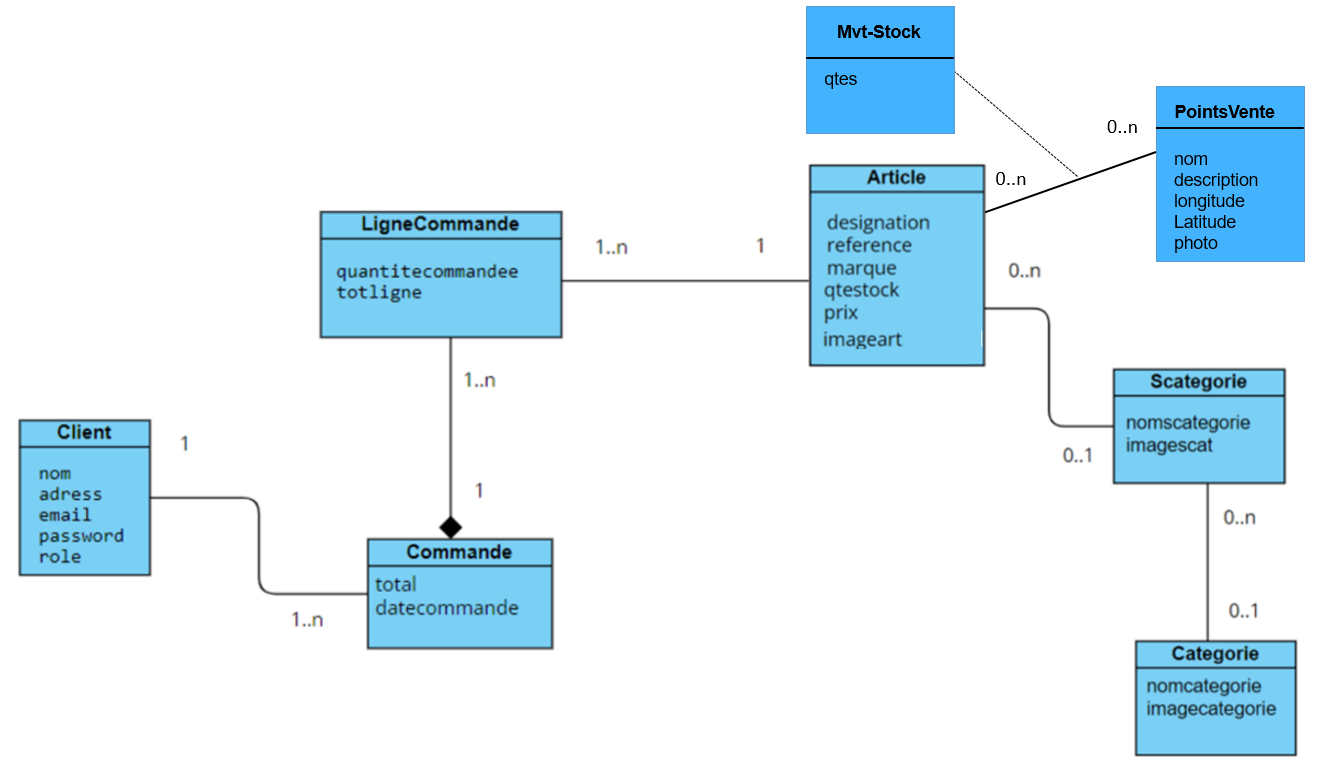 Mvt-Stock
qtes
PointsVente
nom
description
longitude
Latitude
photo
0..n
0..n
Article
designation
reference
marque
qtestock
prix
imageart
LigneCommande
quantitecommandee
totligne
1..n
1
0..n
0..1
Scategorie
nomscategorie
imagescat
1..n
1
Client
nom
adress
email
password
role
1
1..n
Commande
total
datecommande
0..n
0..1
Categorie
nomcategorie
imagecategorie